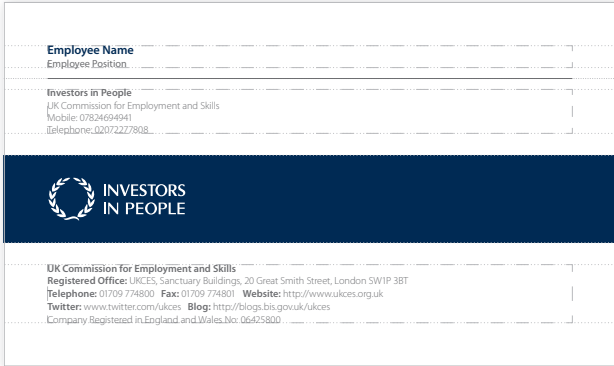 Employee Name
Employee Position
Investors in People
UK Commission for Employment and Skills
Mobile: 07824694941
Telephone: 02072277808
INVESTORS
IN PEOPLE
UK Commission for Employment and Skills
Registered Office: UKCES, Sanctuary Buildings, 20 Great Smith Street, London SW1P 3BT
Telephone: 01709 774800 Fax: 01709 774801 Website: http://www.ukces.org.uk
Twitter: www.twitter.com/ukces Blog: http://blogs.bis.gov.uk/ukces
Company Registered in England and Wales No: 06425800